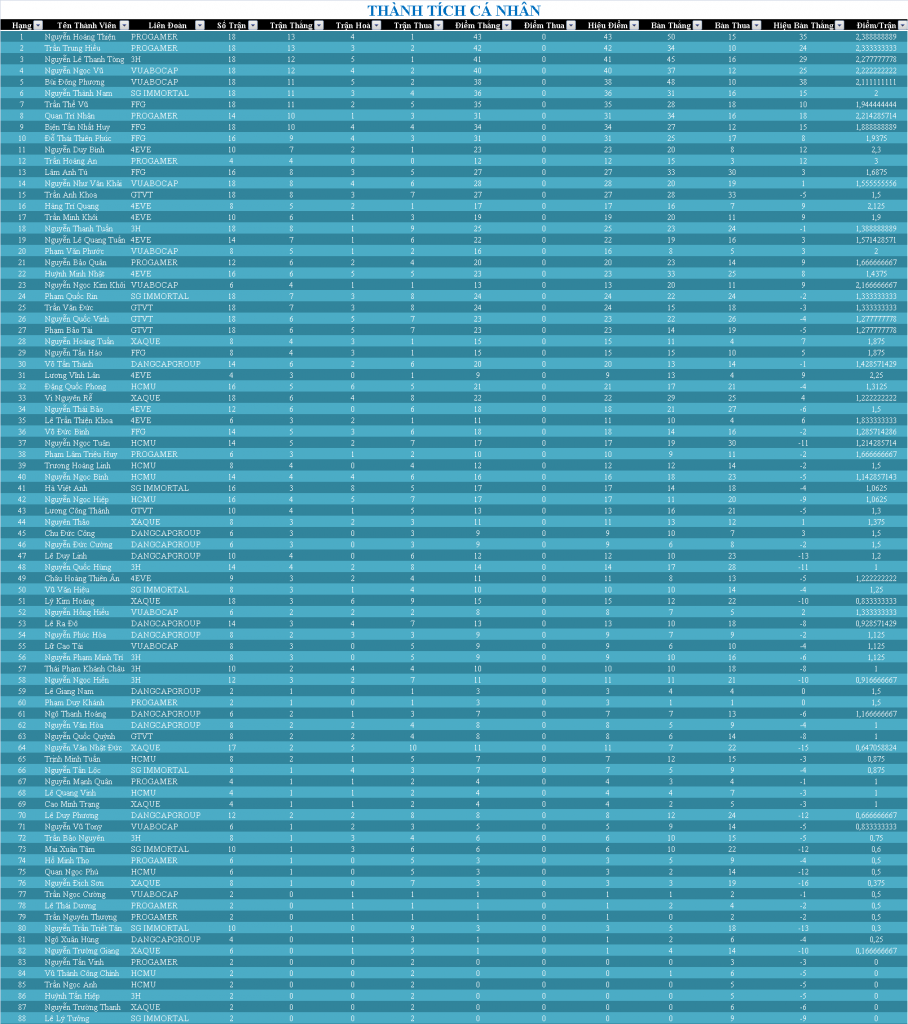 THÀNH TÍCH CÁ NHÂN
Hạng Tên Thành Viên Liên Đoàn Số Trận Trận Thắng Trận Hoà Trận Thua Điểm Thắng Điểm Thua Hiệu Điểm Bàn Thắng Bàn Thua Hiệu Bàn Thắng Điểm/Trận
1 Nguyễn Hoàng Thiện PROGAMER 18 13 4 1 43 0 43 50 15 35 2,388888889
2 Trần Trung Hiếu PROGAMER 18 13 3 2 42 0 42 34 10 24 2,333333333
3 Nguyễn Lê Thanh Tòng 3H 18 12 5 1 41 0 41 45 16 29 2,277777778
4 Nguyễn Ngọc Vũ VUABOCAP 18 12 4 2 40 0 40 37 12 25 2,222222222
5 Bùi Đông Phương VUABOCAP 18 11 5 2 38 0 38 48 10 38 2,111111111
6 Nguyễn Thành Nam SG IMMORTAL 18 11 3 4 36 0 36 31 16 15 2
7 Trần Thế Vũ FFG 18 11 2 5 35 0 35 28 18 10 1,944444444
8 Quan Trí Nhân PROGAMER 14 10 1 3 31 0 31 34 16 18 2,214285714
9 Biện Tấn Nhất Huy FFG 18 10 4 4 34 0 34 27 12 15 1,888888889
10 Đỗ Thái Thiên Phúc FFG 16 9 4 3 31 0 31 25 17 8 1,9375
11 Nguyễn Duy Bình 4EVE 10 7 2 1 23 0 23 20 8 12 2,3
12 Trần Hoàng An PROGAMER 4 4 0 0 12 0 12 15 3 12 3
13 Lâm Anh Tú FFG 16 8 3 5 27 0 27 33 30 3 1,6875
14 Nguyễn Như Văn Khải VUABOCAP 18 8 4 6 28 0 28 20 19 1 1,555555556
15 Trần Anh Khoa GTVT 18 8 3 7 27 0 27 28 33 -5 1,5
16 Hàng Trí Quang 4EVE 8 5 2 1 17 0 17 16 7 9 2,125
17 Trần Minh Khôi 4EVE 10 6 1 3 19 0 19 20 11 9 1,9
18 Nguyễn Thanh Tuấn 3H 18 8 1 9 25 0 25 23 24 -1 1,388888889
19 Nguyễn Lê Quang Tuấn 4EVE 14 7 1 6 22 0 22 19 16 3 1,571428571
20 Phạm Văn Phước VUABOCAP 8 5 1 2 16 0 16 8 5 3 2
21 Nguyễn Bảo Quân PROGAMER 12 6 2 4 20 0 20 23 14 9 1,666666667
22 Huỳnh Minh Nhật 4EVE 16 6 5 5 23 0 23 33 25 8 1,4375
23 Nguyễn Ngọc Kim Khôi VUABOCAP 6 4 1 1 13 0 13 20 11 9 2,166666667
24 Phạm Quốc Rin SG IMMORTAL 18 7 3 8 24 0 24 22 24 -2 1,333333333
25 Trần Văn Đức GTVT 18 7 3 8 24 0 24 15 18 -3 1,333333333
26 Nguyễn Quốc Vinh GTVT 18 6 5 7 23 0 23 22 26 -4 1,277777778
27 Phạm Bảo Tài GTVT 18 6 5 7 23 0 23 14 19 -5 1,277777778
28 Nguyễn Hoàng Tuấn XAQUE 8 4 3 1 15 0 15 11 4 7 1,875
29 Nguyễn Tấn Hảo FFG 8 4 3 1 15 0 15 15 10 5 1,875
30 Võ Tấn Thành DANGCAPGROUP 14 6 2 6 20 0 20 13 14 -1 1,428571429
31 Lương Vĩnh Lân 4EVE 4 3 0 1 9 0 9 13 4 9 2,25
32 Đặng Quốc Phong HCMU 16 5 6 5 21 0 21 17 21 -4 1,3125
33 Vi Nguyên Rễ XAQUE 18 6 4 8 22 0 22 29 25 4 1,222222222
34 Nguyễn Thái Bảo 4EVE 12 6 0 6 18 0 18 21 27 -6 1,5
35 Lê Trần Thiện Khoa 4EVE 6 3 2 1 11 0 11 10 4 6 1,833333333
36 Võ Đức Bình FFG 14 5 3 6 18 0 18 14 16 -2 1,285714286
37 Nguyễn Ngọc Tuân HCMU 14 5 2 7 17 0 17 19 30 -11 1,214285714
38 Phạm Lâm Triều Huy PROGAMER 6 3 1 2 10 0 10 9 11 -2 1,666666667
39 Trương Hoàng Linh HCMU 8 4 0 4 12 0 12 12 14 -2 1,5
40 Nguyễn Ngọc Bình HCMU 14 4 4 6 16 0 16 18 23 -5 1,142857143
41 Hà Việt Anh SG IMMORTAL 16 3 8 5 17 0 17 14 18 -4 1,0625
42 Nguyễn Ngọc Hiệp HCMU 16 4 5 7 17 0 17 11 20 -9 1,0625
43 Lương Công Thành GTVT 10 4 1 5 13 0 13 16 21 -5 1,3
44 Nguyễn Thảo XAQUE 8 3 2 3 11 0 11 13 12 1 1,375
45 Chu Đức Công DANGCAPGROUP 6 3 0 3 9 0 9 10 7 3 1,5
46 Nguyễn Đức Cường DANGCAPGROUP 6 3 0 3 9 0 9 6 8 -2 1,5
47 Lê Duy Linh DANGCAPGROUP 10 4 0 6 12 0 12 10 23 -13 1,2
48 Nguyễn Quốc Hùng 3H 14 4 2 8 14 0 14 17 28 -11 1
49 Châu Hoàng Thiên Ân 4EVE 9 3 2 4 11 0 11 8 13 -5 1,222222222
50 Vũ Văn Hiếu SG IMMORTAL 8 3 1 4 10 0 10 10 14 -4 1,25
51 Lý Kim Hoàng XAQUE 18 3 6 9 15 0 15 12 22 -10 0,833333333
52 Nguyễn Hồng Hiếu VUABOCAP 6 2 2 2 8 0 8 7 5 2 1,333333333
53 Lê Ra Đô DANGCAPGROUP 14 3 4 7 13 0 13 10 18 -8 0,928571429
54 Nguyễn Phúc Hòa DANGCAPGROUP 8 2 3 3 9 0 9 7 9 -2 1,125
55 Lữ Cao Tài VUABOCAP 8 3 0 5 9 0 9 6 10 -4 1,125
56 Nguyễn Phạm Minh Trí 3H 8 3 0 5 9 0 9 10 16 -6 1,125
57 Thái Phạm Khánh Châu 3H 10 2 4 4 10 0 10 10 18 -8 1
58 Nguyễn Ngọc Hiền 3H 12 3 2 7 11 0 11 11 21 -10 0,916666667
59 Lê Giang Nam DANGCAPGROUP 2 1 0 1 3 0 3 4 4 0 1,5
60 Phạm Duy Khánh PROGAMER 2 1 0 1 3 0 3 1 1 0 1,5
61 Ngô Thanh Hoàng DANGCAPGROUP 6 2 1 3 7 0 7 7 13 -6 1,166666667
62 Nguyễn Văn Hòa DANGCAPGROUP 8 2 2 4 8 0 8 5 9 -4 1
63 Nguyễn Quốc Quỳnh GTVT 8 2 2 4 8 0 8 6 14 -8 1
64 Nguyễn Văn Nhật Đức XAQUE 17 2 5 10 11 0 11 7 22 -15 0,647058824
65 Trịnh Minh Tuấn HCMU 8 2 1 5 7 0 7 12 15 -3 0,875
66 Nguyễn Tấn Lộc SG IMMORTAL 8 1 4 3 7 0 7 5 9 -4 0,875
67 Nguyễn Mạnh Quân PROGAMER 4 1 1 2 4 0 4 3 4 -1 1
68 Lê Quang Vinh HCMU 4 1 1 2 4 0 4 4 7 -3 1
69 Cao Minh Trạng XAQUE 4 1 1 2 4 0 4 2 5 -3 1
70 Lê Duy Phương DANGCAPGROUP 12 2 2 8 8 0 8 12 24 -12 0,666666667
71 Nguyễn Vũ Tony VUABOCAP 6 1 2 3 5 0 5 9 14 -5 0,833333333
72 Trần Bảo Nguyên 3H 8 1 3 4 6 0 6 10 15 -5 0,75
73 Mai Xuân Tâm SG IMMORTAL 10 1 3 6 6 0 6 10 22 -12 0,6
74 Hồ Minh Thọ PROGAMER 6 1 0 5 3 0 3 5 9 -4 0,5
75 Quan Ngọc Phú HCMU 6 1 0 5 3 0 3 2 14 -12 0,5
76 Nguyễn Địch Sơn XAQUE 8 1 0 7 3 0 3 3 19 -16 0,375
77 Trần Ngọc Cường VUABOCAP 2 0 1 1 1 0 1 1 2 -1 0,5
78 Lê Thái Dương PROGAMER 2 0 1 1 1 0 1 2 4 -2 0,5
79 Trần Nguyên Thượng PROGAMER 2 0 1 1 1 0 1 0 2 -2 0,5
80 Nguyễn Trần Triết Tân SG IMMORTAL 10 1 0 9 3 0 3 5 18 -13 0,3
81 Ngô Xuân Hùng DANGCAPGROUP 4 0 1 3 1 0 1 2 6 -4 0,25
82 Nguyễn Trường Giang XAQUE 6 0 1 5 1 0 1 4 14 -10 0,166666667
83 Nguyễn Tấn Vinh PROGAMER 2 0 0 2 0 0 0 0 3 -3 0
84 Vũ Thành Công Chính HCMU 2 0 0 2 0 0 0 1 6 -5 0
85 Trần Ngọc Anh HCMU 2 0 0 2 0 0 0 0 5 -5 0
86 Huỳnh Tấn Hiệp 3H 2 0 0 2 0 0 0 0 5 -5 0
87 Nguyễn Trường Thanh XAQUE 2 0 0 2 0 0 0 0 6 -6 0
88 Lê Lý Tưởng SG IMMORTAL 2 0 0 2 0 0 0 0 9 -9 0